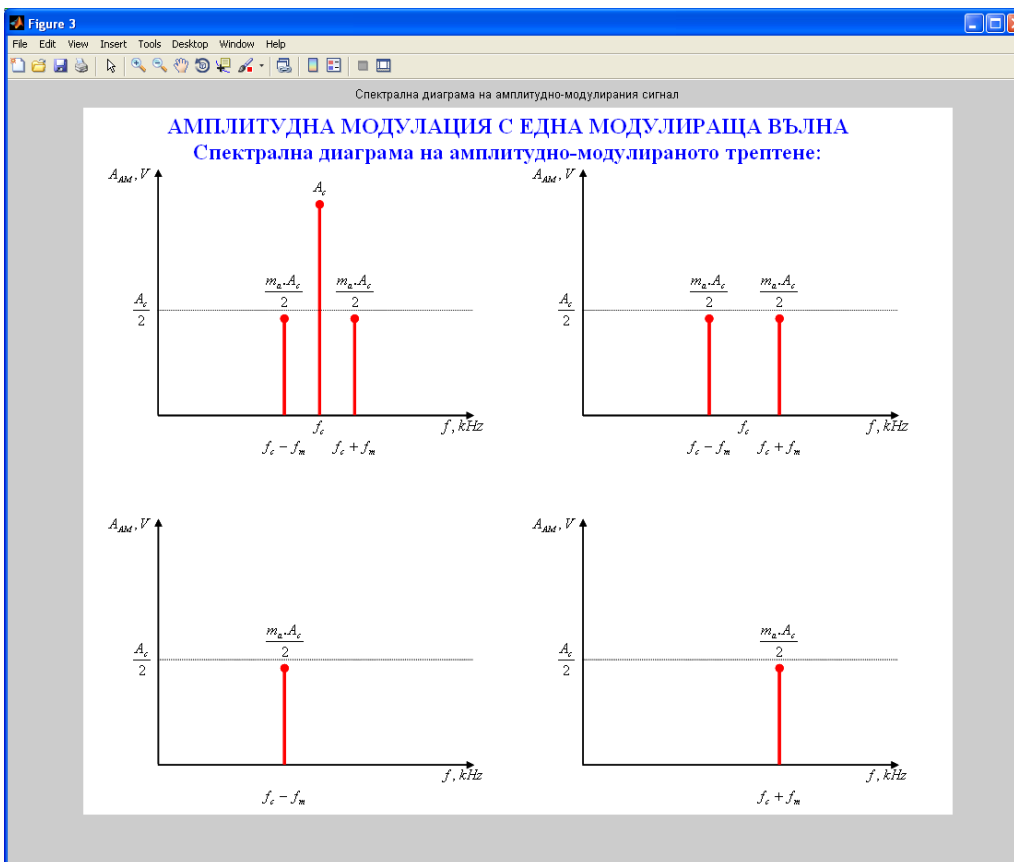 Figure 3
File Edit View Insert Tools Desktop Window Help
Спектрална диаграма на амплитудно-модулирания сигнал
АМПЛИТУДНА МОДУЛАЦИЯ С ЕДНА МОДУЛИРАЩА ВЪЛНА
Спектрална диаграма на амплитудно-модулираното трептене:
A_AM, V
A_c
m_a.A_c/2 m_a.A_c/2
A_c/2
f_c f, kHz
f_c − f_m f_c + f_m
A_AM, V
m_a.A_c/2 m_a.A_c/2
A_c/2
f_c f, kHz
f_c − f_m f_c + f_m
A_AM, V
m_a.A_c/2
A_c/2
f, kHz
f_c − f_m
A_AM, V
m_a.A_c/2
A_c/2
f, kHz
f_c + f_m